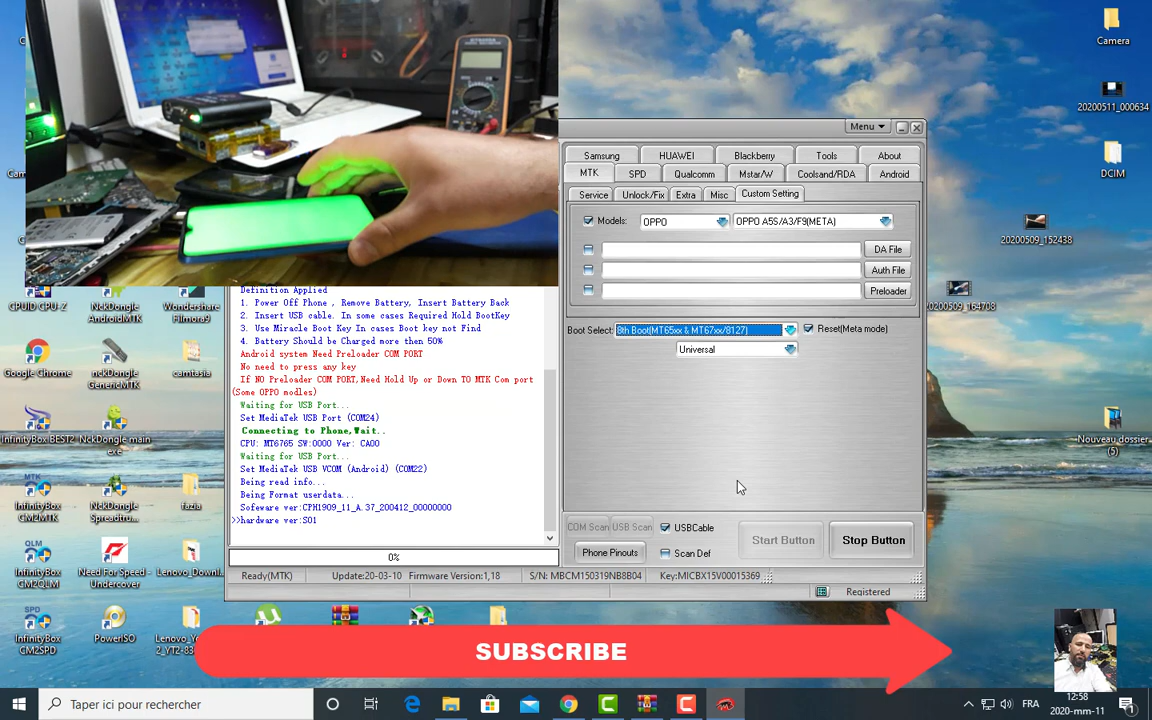 Camera
20200511_000634
DCIM
20200509_152438
20200509_164708
Nouveau dossier
(5)
CPUID CPU-Z
NckDongle
AndroidMTK
Wondershare
Filmora9
Google Chrome
nckDongle
GenericMTK
camtasia
InfinityBox BEST2
NckDongle main
exe
InfinityBox
CM2MTK
NckDongle
Spreadtru...
fazia
InfinityBox
CM2QLM
Need For Speed -
Undercover
Lenovo_Downl...
InfinityBox
CM2SPD
PowerISO
Menu
Samsung
HUAWEI
Blackberry
Tools
About
MTK
SPD
Qualcomm
Mstar/W
Coolsand/RDA
Android
Service
Unlock/Fix
Extra
Misc
Custom Setting
Models:
OPPO
OPPO A5S/A3/F9(META)
DA File
Auth File
Preloader
Boot Select:
8th Boot(MT65xx & MT67xx/8127)
Reset(Meta mode)
Universal
Definition Applied
1. Power Off Phone , Remove Battery, Insert Battery Back
2. Insert USB cable. In some cases Required Hold BootKey
3. Use Miracle Boot Key In cases Boot key not Find
4. Battery Should be Charged more then 50%
Android system Need Preloader COM PORT
No need to press any key
If NO Preloader COM PORT,Need Hold Up or Down TO MTK Com port
(Some OPPO modles)
Waiting for USB Port...
Set MediaTek USB Port (COM24)
Connecting to Phone,Wait..
CPU: MT6765 SW:0000 Ver: CA00
Waiting for USB Port...
Set MediaTek USB VCOM (Android) (COM22)
Being read info...
Being Format userdata...
Sofeware ver:CPH1909_11_A.37_200412_00000000
>>hardware ver:S01
0%
COM Scan
USB Scan
USBCable
Phone Pinouts
Scan Def
Start Button
Stop Button
Ready(MTK)
Update:20-03-10
Firmware Version:1,18
S/N: MBCM150319NB8B04
Key:MICBX15V00015369
Registered
SUBSCRIBE
Taper ici pour rechercher
FRA
12:58
2020-mm-11